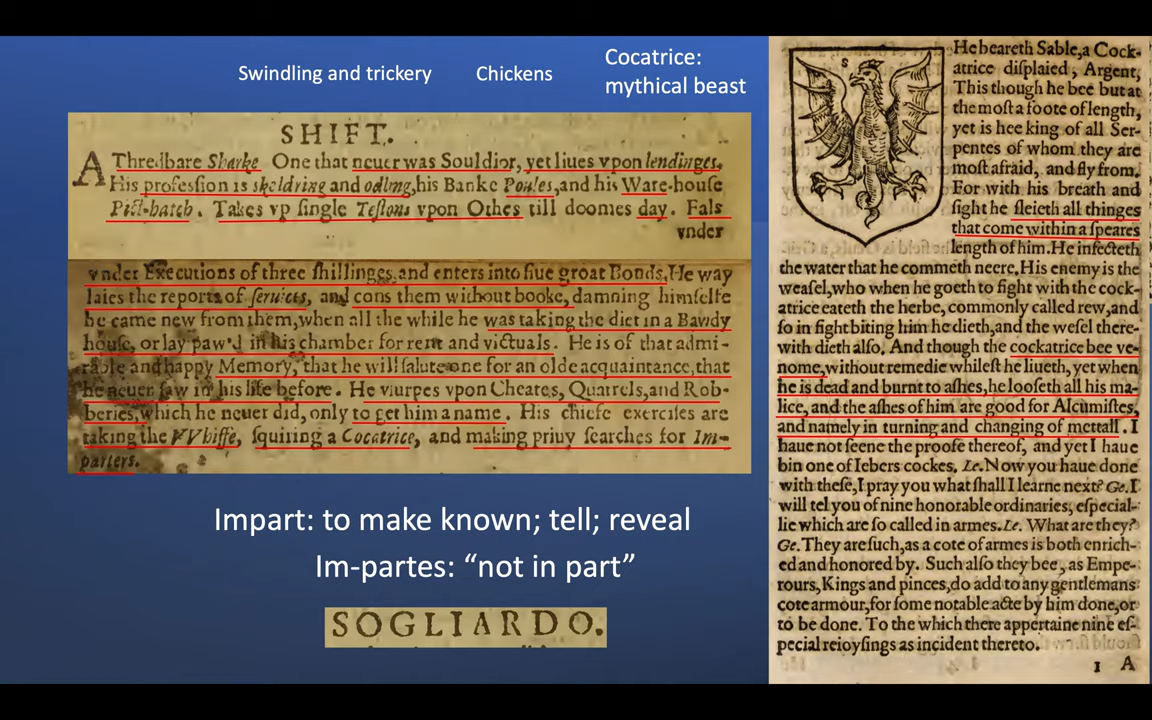 Swindling and trickery
Chickens
Cocatrice:
mythical beast
SHIFT.
A Thredbare Sharke. One that neuer was Souldior, yet liues vpon lendinges.
His profession is skeldring and odling, his Banke Poules, and his Ware-house
Pict-hatch. Takes vp single Testons vpon Othes till doomes day. Fals
vnder
vnder Executions of three shillinges, and enters into fiue groat Bonds. He way
laies the reports of seruices, and cons them without booke, damning himselfe
he came new from them, when all the while he was taking the diet in a Bawdy
house, or lay paw'd in his chamber for rent and victuals. He is of that admi-
rable and happy Memory, that he will salute one for an olde acquaintance, that
he neuer saw in his life before. He vsurpes vpon Cheates, Quarrels, and Rob-
beries, which he neuer did, only to get him a name. His chiefe exercises are
taking the VVhiffe, squiring a Cocatrice, and making priuy searches for Im-
parters.
Impart: to make known; tell; reveal
Im-partes: “not in part”
SOGLIARDO.
S
He beareth Sable, a Cock-
atrice displaied, Argent,
This though he bee but at
the most a foote of length,
yet is hee king of all Ser-
pentes of whom they are
most afraid, and fly from.
For with his breath and
sight he sleieth all thinges
that come within a speares
length of him. He infecteth
the water that he commeth neere. His enemy is the
weasel, who when he goeth to fight with the cock-
atrice eateth the herbe, commonly called rew, and
so in fight biting him he dieth, and the wesel there-
with dieth also. And though the cockatrice bee ve-
nome, without remedie whilest he liueth, yet when
he is dead and burnt to ashes, he looseth all his ma-
lice, and the ashes of him are good for Alcumistes,
and namely in turning and changing of mettall. I
haue not seene the proofe thereof, and yet I haue
bin one of Iebers cockes. Le. Now you haue done
with these, I pray you what shall I learne next? Ge. I
will tel you of nine honorable ordinaries, especial-
lie which are so called in armes. Le. What are they?
Ge. They are such, as a cote of armes is both enrich-
ed and honored by. Such also they bee, as Empe-
rours, Kings and pinces, do add to any gentlemans
cote armour, for some notable acte by him done, or
to be done. To the which there appertaine nine es-
pecial reioysings as incident thereto.
1 A